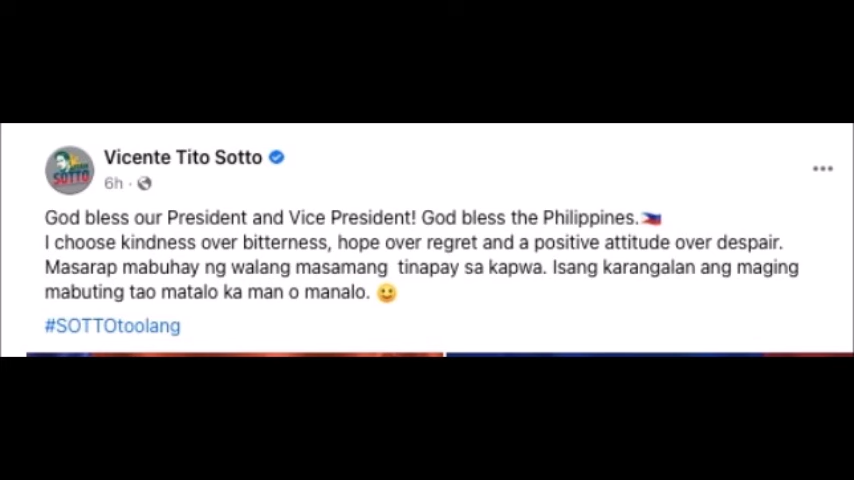 Vicente Tito Sotto
6h ·
God bless our President and Vice President! God bless the Philippines.🇵🇭
I choose kindness over bitterness, hope over regret and a positive attitude over despair.
Masarap mabuhay ng walang masamang  tinapay sa kapwa. Isang karangalan ang maging
mabuting tao matalo ka man o manalo. 😀
#SOTTOtoolang
SOTTO